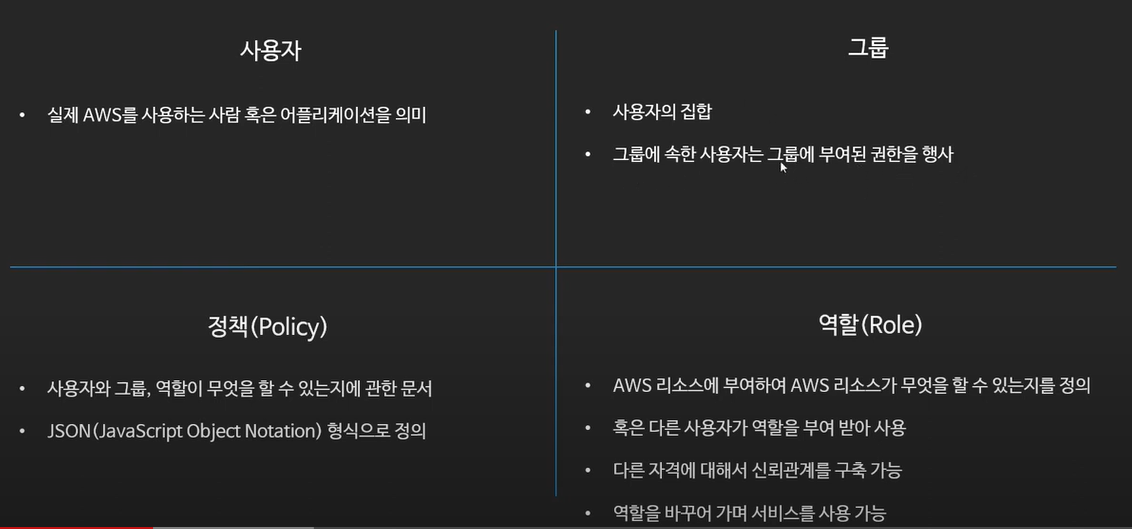 사용자
• 실제 AWS를 사용하는 사람 혹은 어플리케이션을 의미
그룹
• 사용자의 집합
• 그룹에 속한 사용자는 그룹에 부여된 권한을 행사
정책(Policy)
• 사용자와 그룹, 역할이 무엇을 할 수 있는지에 관한 문서
• JSON(JavaScript Object Notation) 형식으로 정의
역할(Role)
• AWS 리소스에 부여하여 AWS 리소스가 무엇을 할 수 있는지를 정의
• 혹은 다른 사용자가 역할을 부여 받아 사용
• 다른 자격에 대해서 신뢰관계를 구축 가능
• 역할을 바꾸어 가며 서비스를 사용 가능